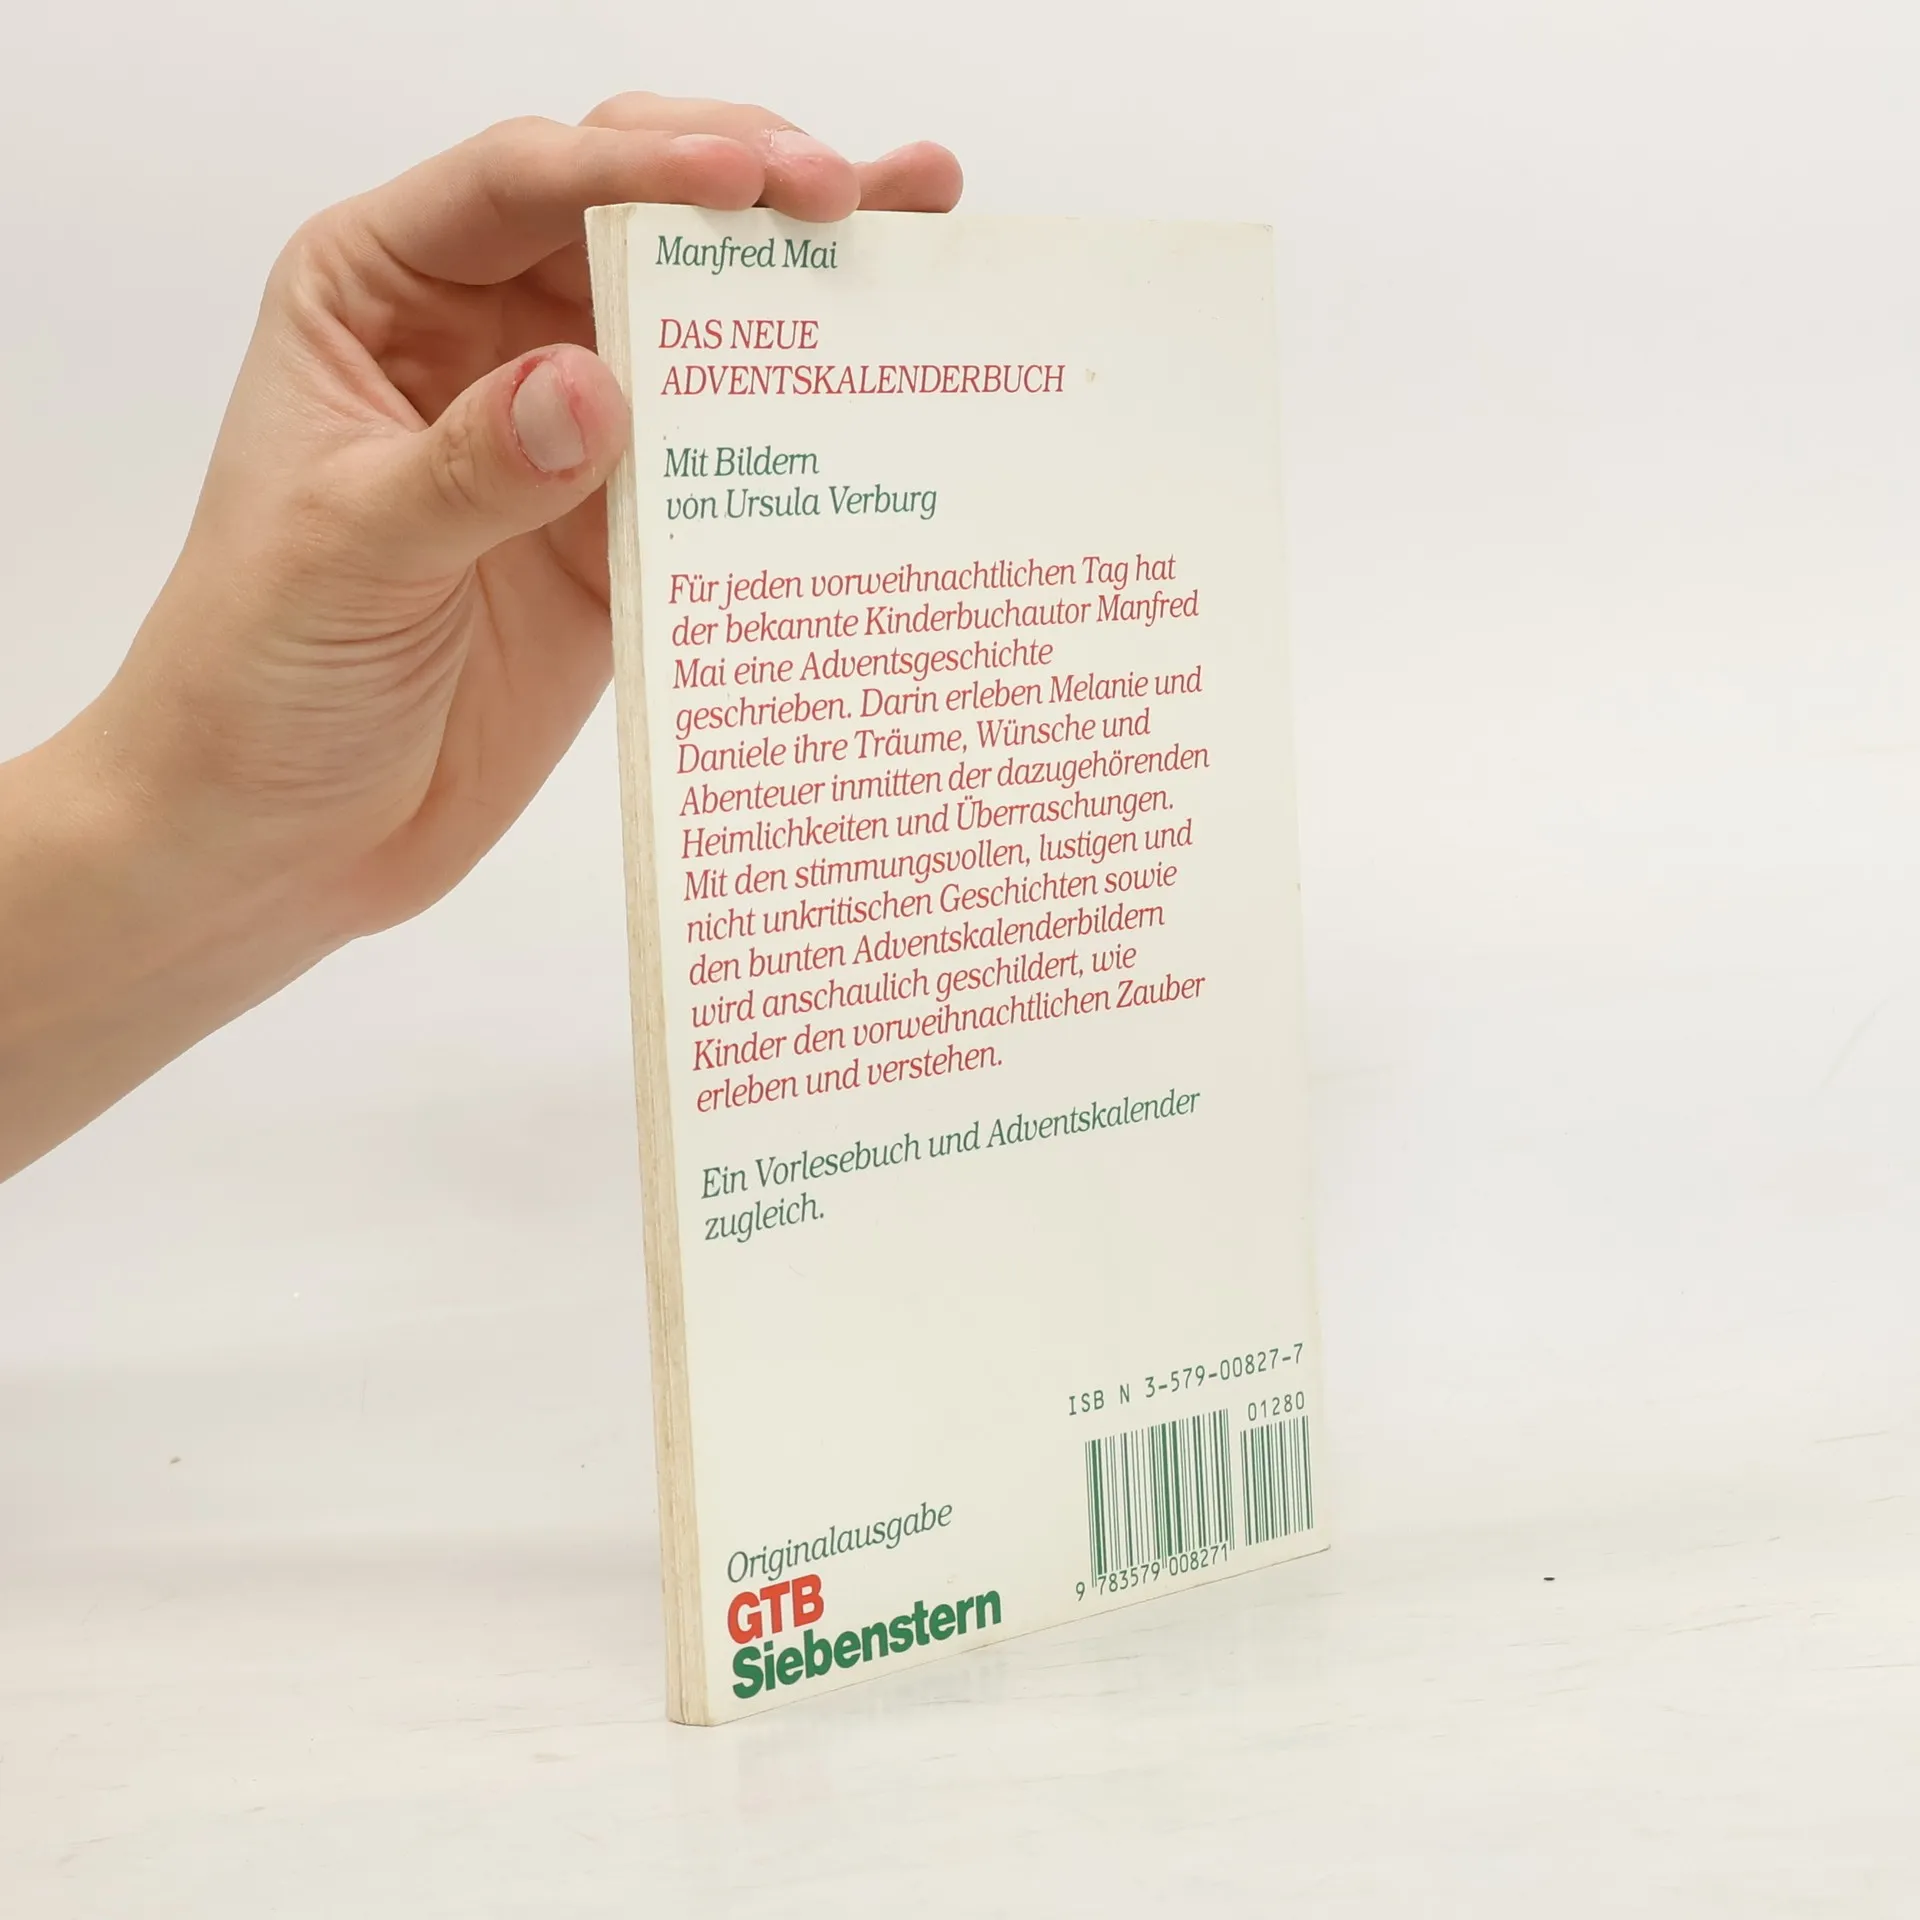 Manfred Mai
DAS NEUE
ADVENTSKALENDERBUCH
Mit Bildern
von Ursula Verburg
Für jeden vorweihnachtlichen Tag hat
der bekannte Kinderbuchautor Manfred
Mai eine Adventsgeschichte
geschrieben. Darin erleben Melanie und
Daniele ihre Träume, Wünsche und
Abenteuer inmitten der dazugehörenden
Heimlichkeiten und Überraschungen.
Mit den stimmungsvollen, lustigen und
nicht unkritischen Geschichten sowie
den bunten Adventskalenderbildern
wird anschaulich geschildert, wie
Kinder den vorweihnachtlichen Zauber
erleben und verstehen.
Ein Vorlesebuch und Adventskalender
zugleich.
ISB N 3-579-00827-7
01280
9 783579 008271
Originalausgabe
GTB
Siebenstern